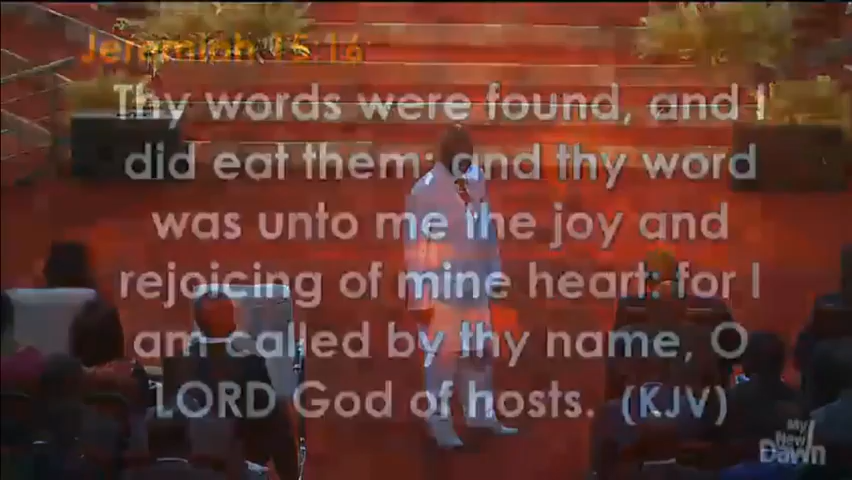 Jeremiah 15:16
Thy words were found, and I
did eat them; and thy word
was unto me the joy and
rejoicing of mine heart: for I
am called by thy name, O
LORD God of hosts. (KJV)
My
New
Dawn